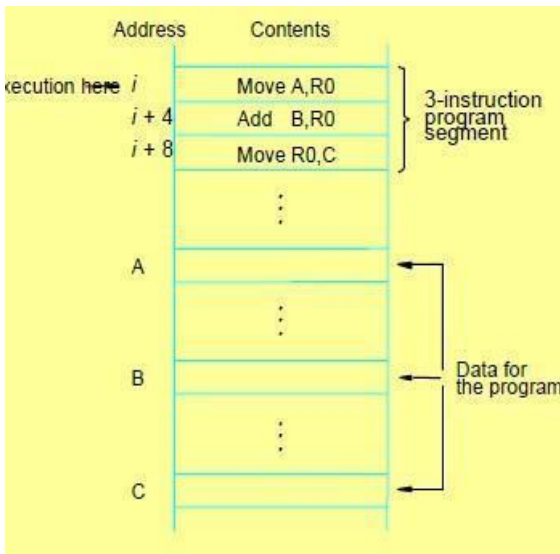 Address Contents
xecution here i Move A,R0
i + 4 Add B,R0
i + 8 Move R0,C
3-instruction
program
segment
A
B
Data for
the program
C